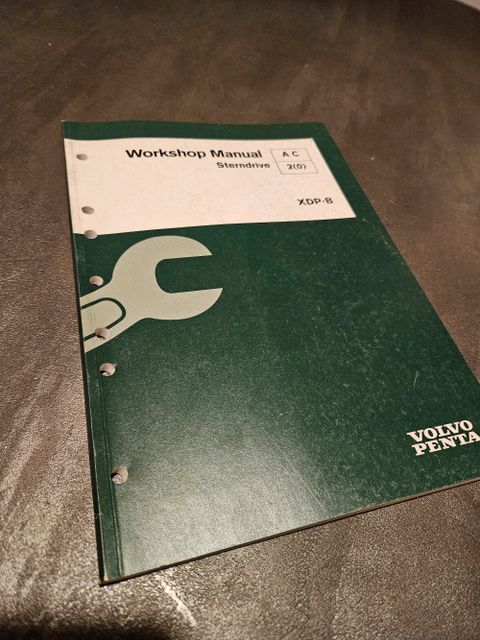 Workshop Manual
Sterndrive
A C
2(0)
XDP-B
VOLVO
PENTA